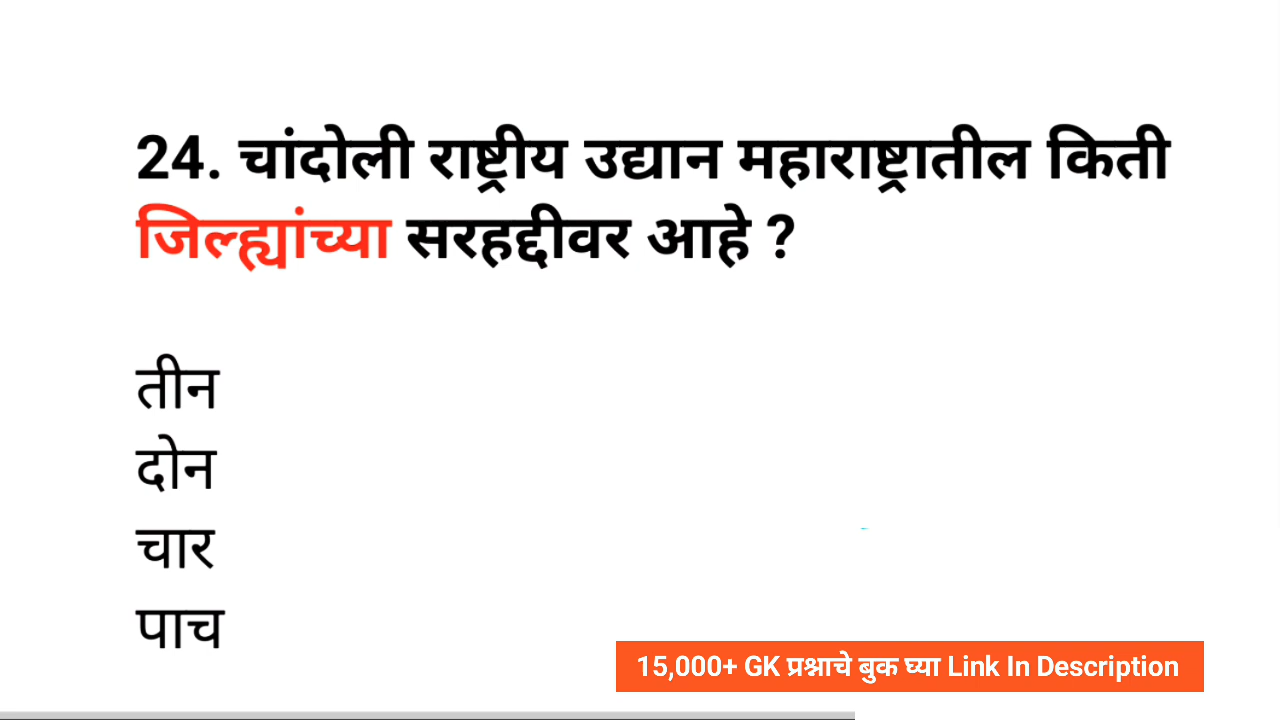 24. चांदोली राष्ट्रीय उद्यान महाराष्ट्रातील किती
जिल्ह्यांच्या सरहद्दीवर आहे ?
तीन
दोन
चार
पाच
15,000+ GK प्रश्नाचे बुक घ्या Link In Description